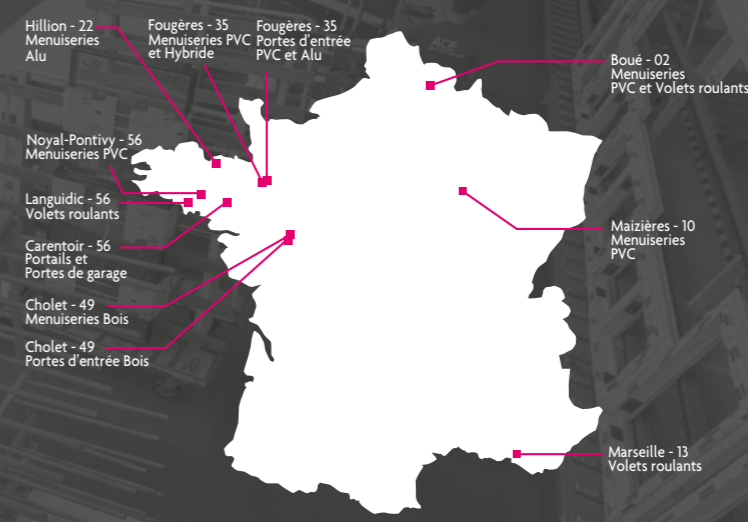 Hillion - 22
Menuiseries
Alu
Fougères - 35
Menuiseries PVC
et Hybride
Fougères - 35
Portes d'entrée
PVC et Alu
ACE
Boué - 02
Menuiseries
PVC et Volets roulants
Noyal-Pontivy - 56
Menuiseries PVC
Languidic - 56
Volets roulants
Carentoir - 56
Portails et
Portes de garage
Maizières - 10
Menuiseries
PVC
Cholet - 49
Menuiseries Bois
Cholet - 49
Portes d'entrée Bois
Marseille - 13
Volets roulants